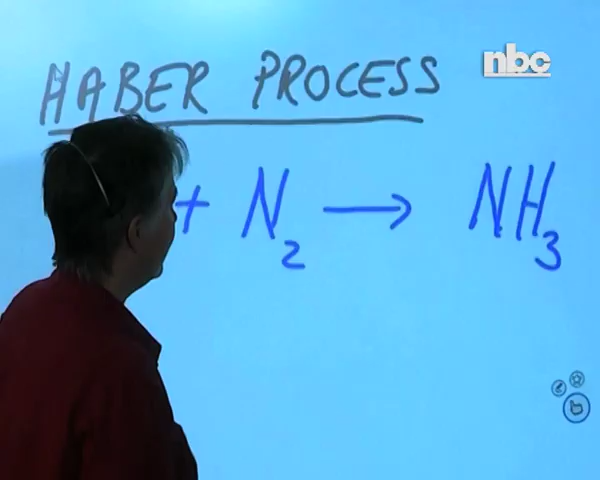 HABER PROCESS
nbc
+ N₂ → NH₃